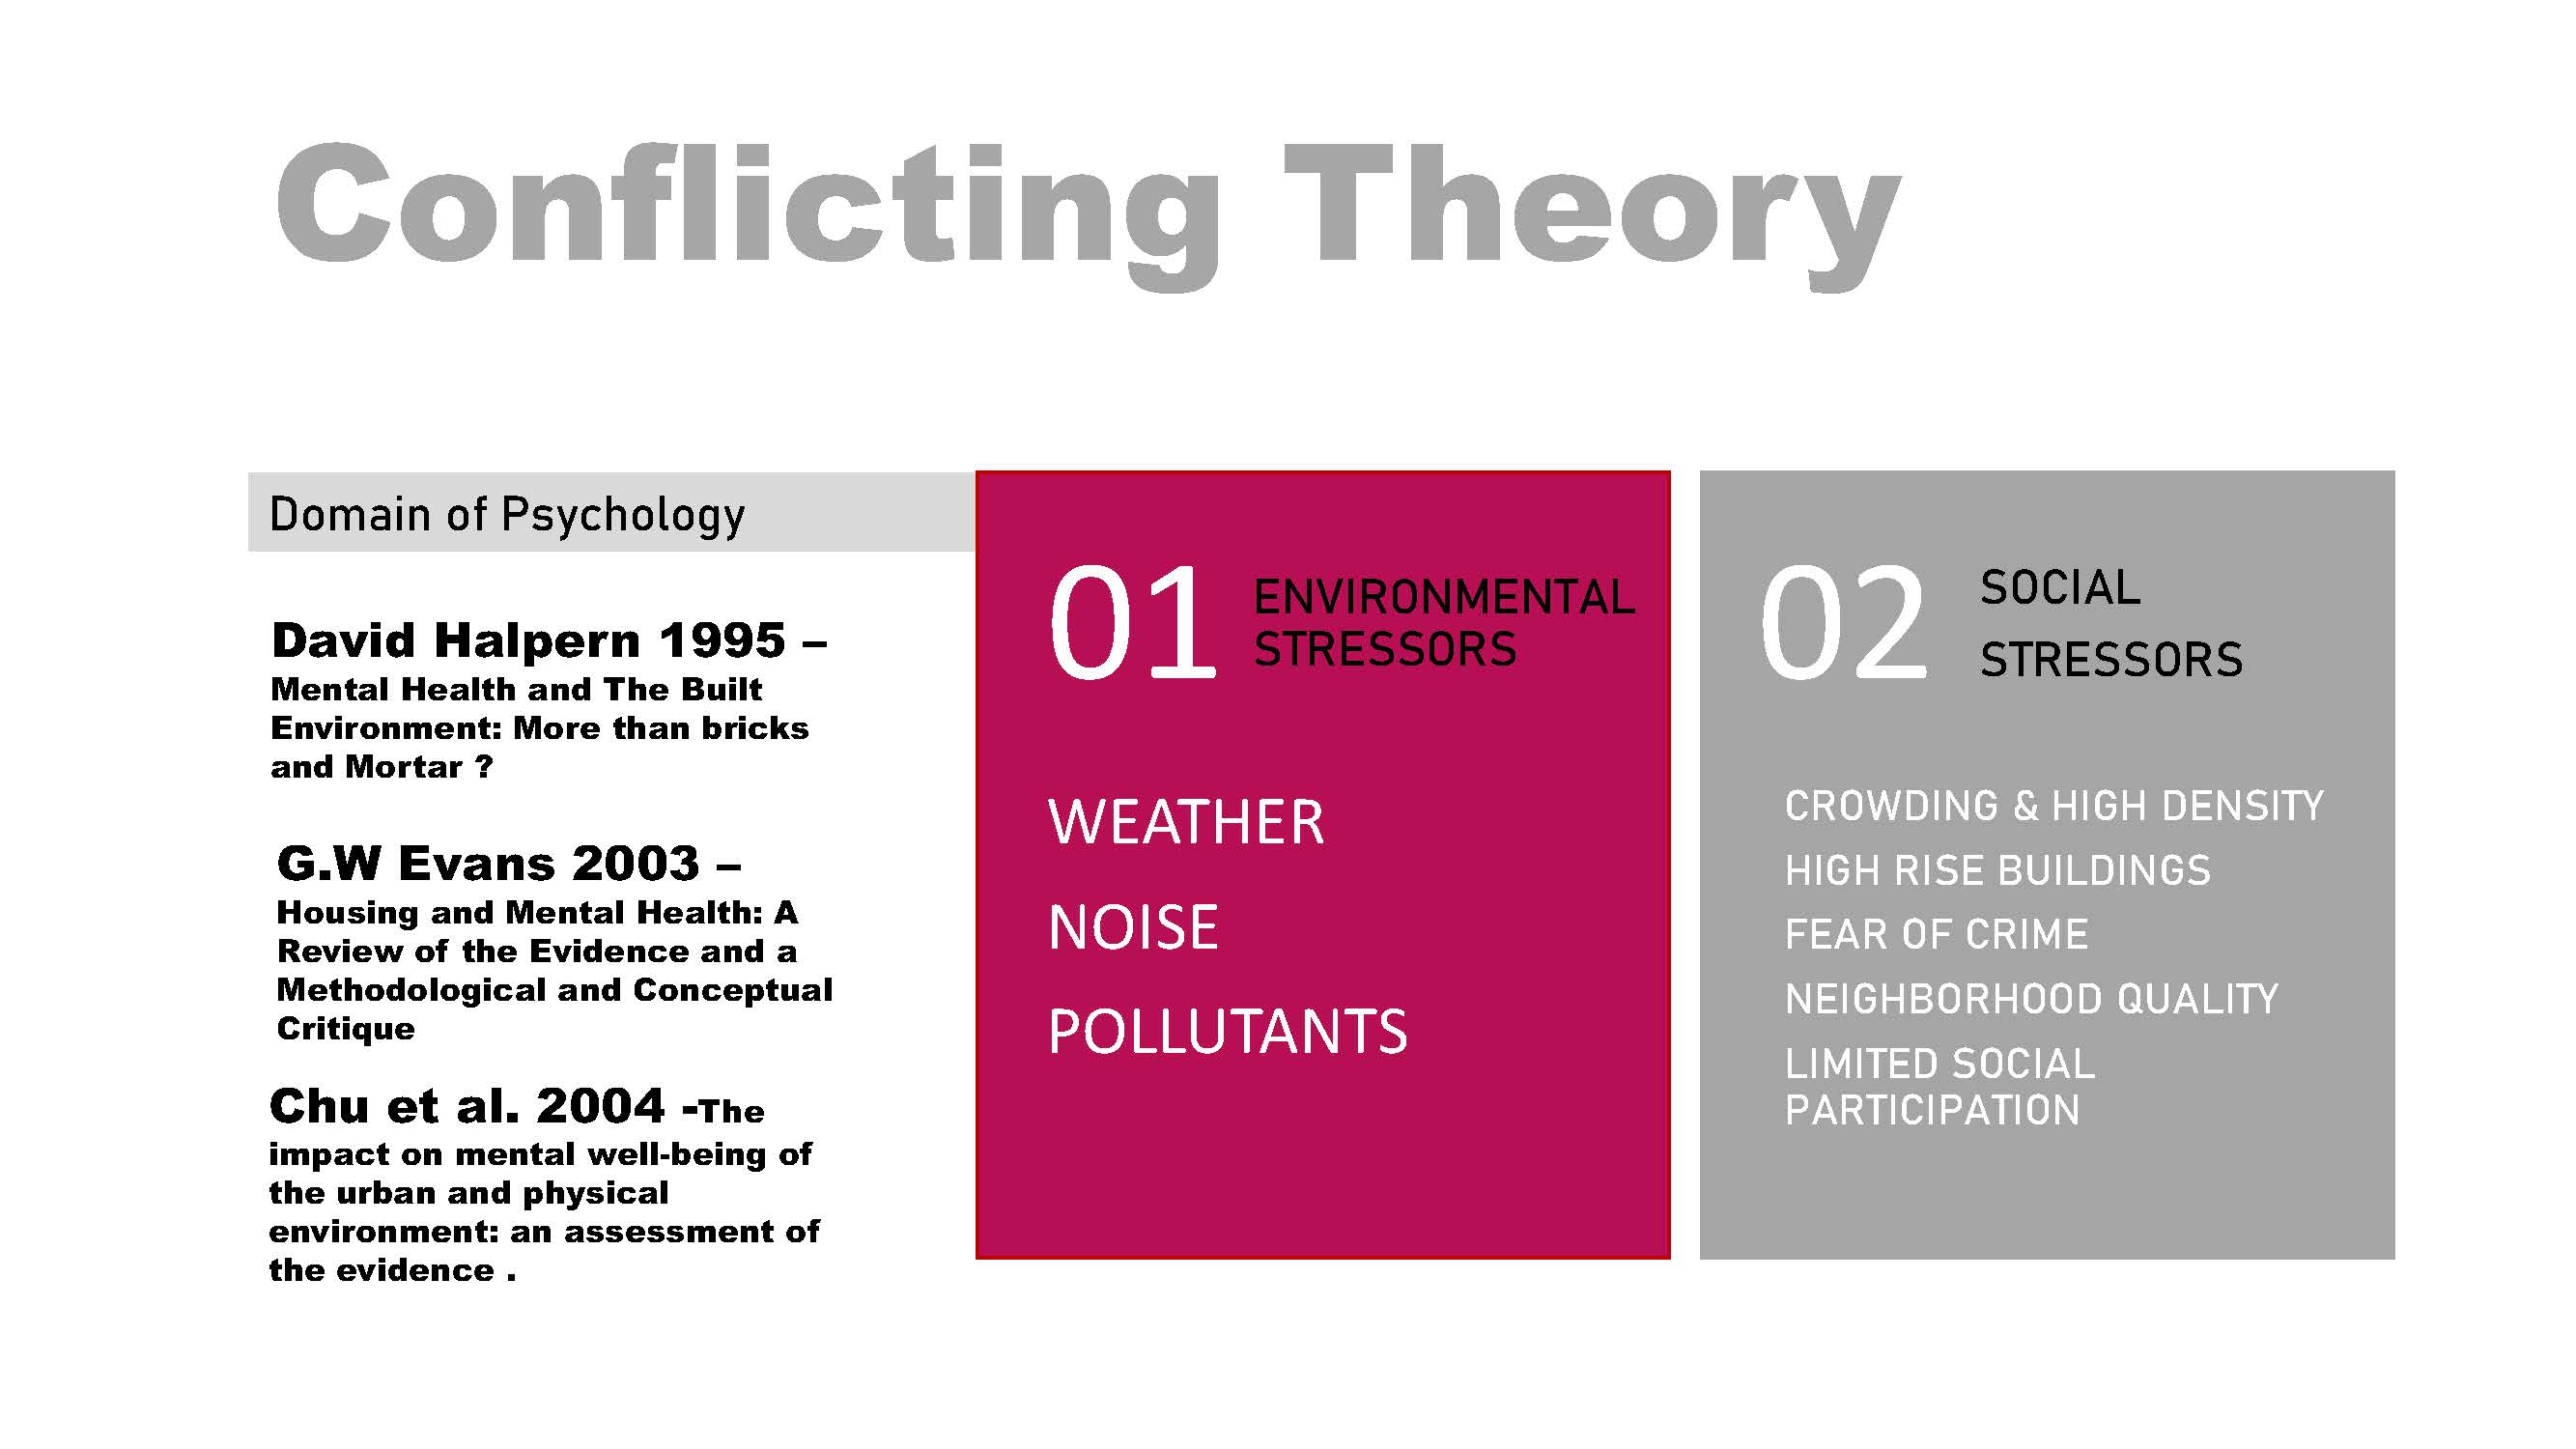 Conflicting Theory
Domain of Psychology
David Halpern 1995 –
Mental Health and The Built
Environment: More than bricks
and Mortar ?
G.W Evans 2003 –
Housing and Mental Health: A
Review of the Evidence and a
Methodological and Conceptual
Critique
Chu et al. 2004 -The
impact on mental well-being of
the urban and physical
environment: an assessment of
the evidence .
01
ENVIRONMENTAL
STRESSORS
WEATHER
NOISE
POLLUTANTS
02
SOCIAL
STRESSORS
CROWDING & HIGH DENSITY
HIGH RISE BUILDINGS
FEAR OF CRIME
NEIGHBORHOOD QUALITY
LIMITED SOCIAL
PARTICIPATION